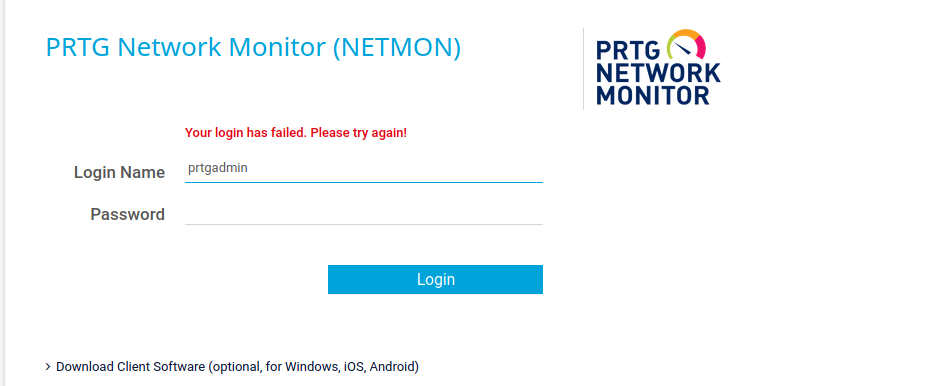 PRTG Network Monitor (NETMON)
PRTG
NETWORK
MONITOR
Your login has failed. Please try again!
Login Name prtgadmin
Password
Login
> Download Client Software (optional, for Windows, iOS, Android)